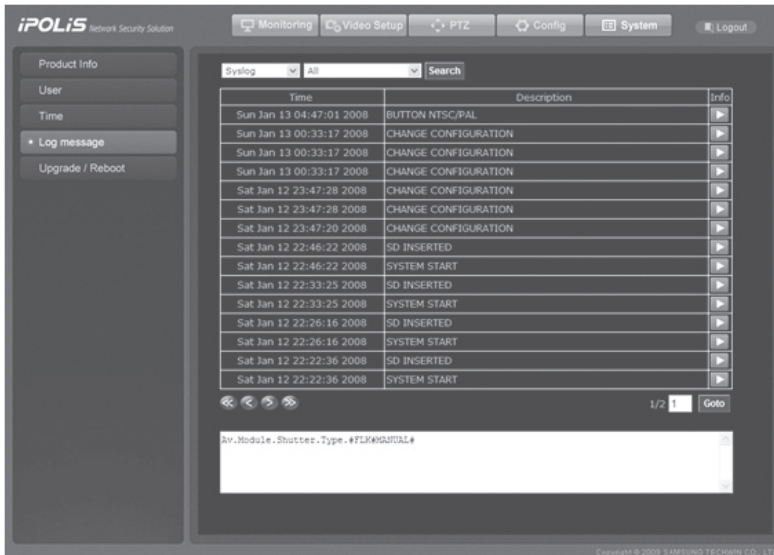 iPOLiS Network Security Solution
Monitoring Video Setup PTZ Config System Logout
Product Info
User
Time
Log message
Upgrade / Reboot
Syslog All Search
Time Description Info
Sun Jan 13 04:47:01 2008 BUTTON NTSC/PAL
Sun Jan 13 00:33:17 2008 CHANGE CONFIGURATION
Sun Jan 13 00:33:17 2008 CHANGE CONFIGURATION
Sun Jan 13 00:33:17 2008 CHANGE CONFIGURATION
Sat Jan 12 23:47:28 2008 CHANGE CONFIGURATION
Sat Jan 12 23:47:28 2008 CHANGE CONFIGURATION
Sat Jan 12 23:47:20 2008 CHANGE CONFIGURATION
Sat Jan 12 22:46:22 2008 SD INSERTED
Sat Jan 12 22:46:22 2008 SYSTEM START
Sat Jan 12 22:33:25 2008 SD INSERTED
Sat Jan 12 22:33:25 2008 SYSTEM START
Sat Jan 12 22:26:16 2008 SD INSERTED
Sat Jan 12 22:26:16 2008 SYSTEM START
Sat Jan 12 22:22:36 2008 SD INSERTED
Sat Jan 12 22:22:36 2008 SYSTEM START
1/2 1 Goto
Av.Module.Shutter.Type.#FLK#MANUAL#
Copyright © 2009 SAMSUNG TECHWIN CO., LT